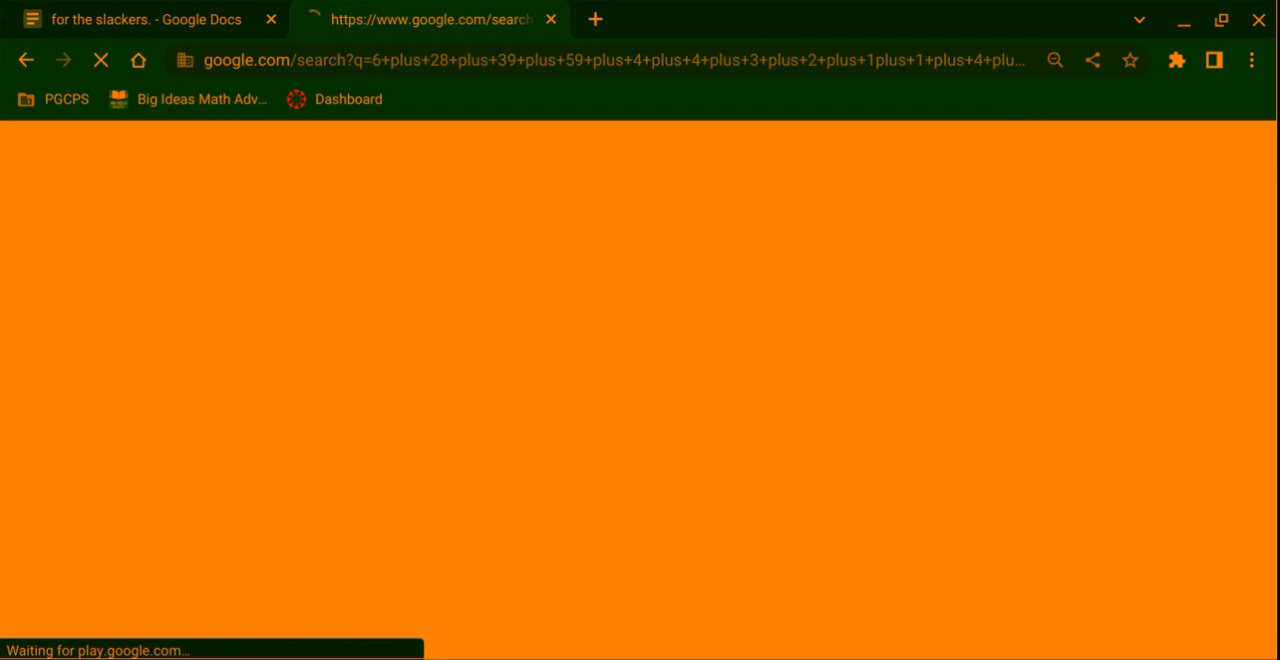 for the slackers. - Google Docs
https://www.google.com/search
google.com/search?q=6+plus+28+plus+39+plus+59+plus+4+plus+4+plus+3+plus+2+plus+1plus+1+plus+4+plu...
PGCPS
Big Ideas Math Adv...
Dashboard
Waiting for play.google.com...